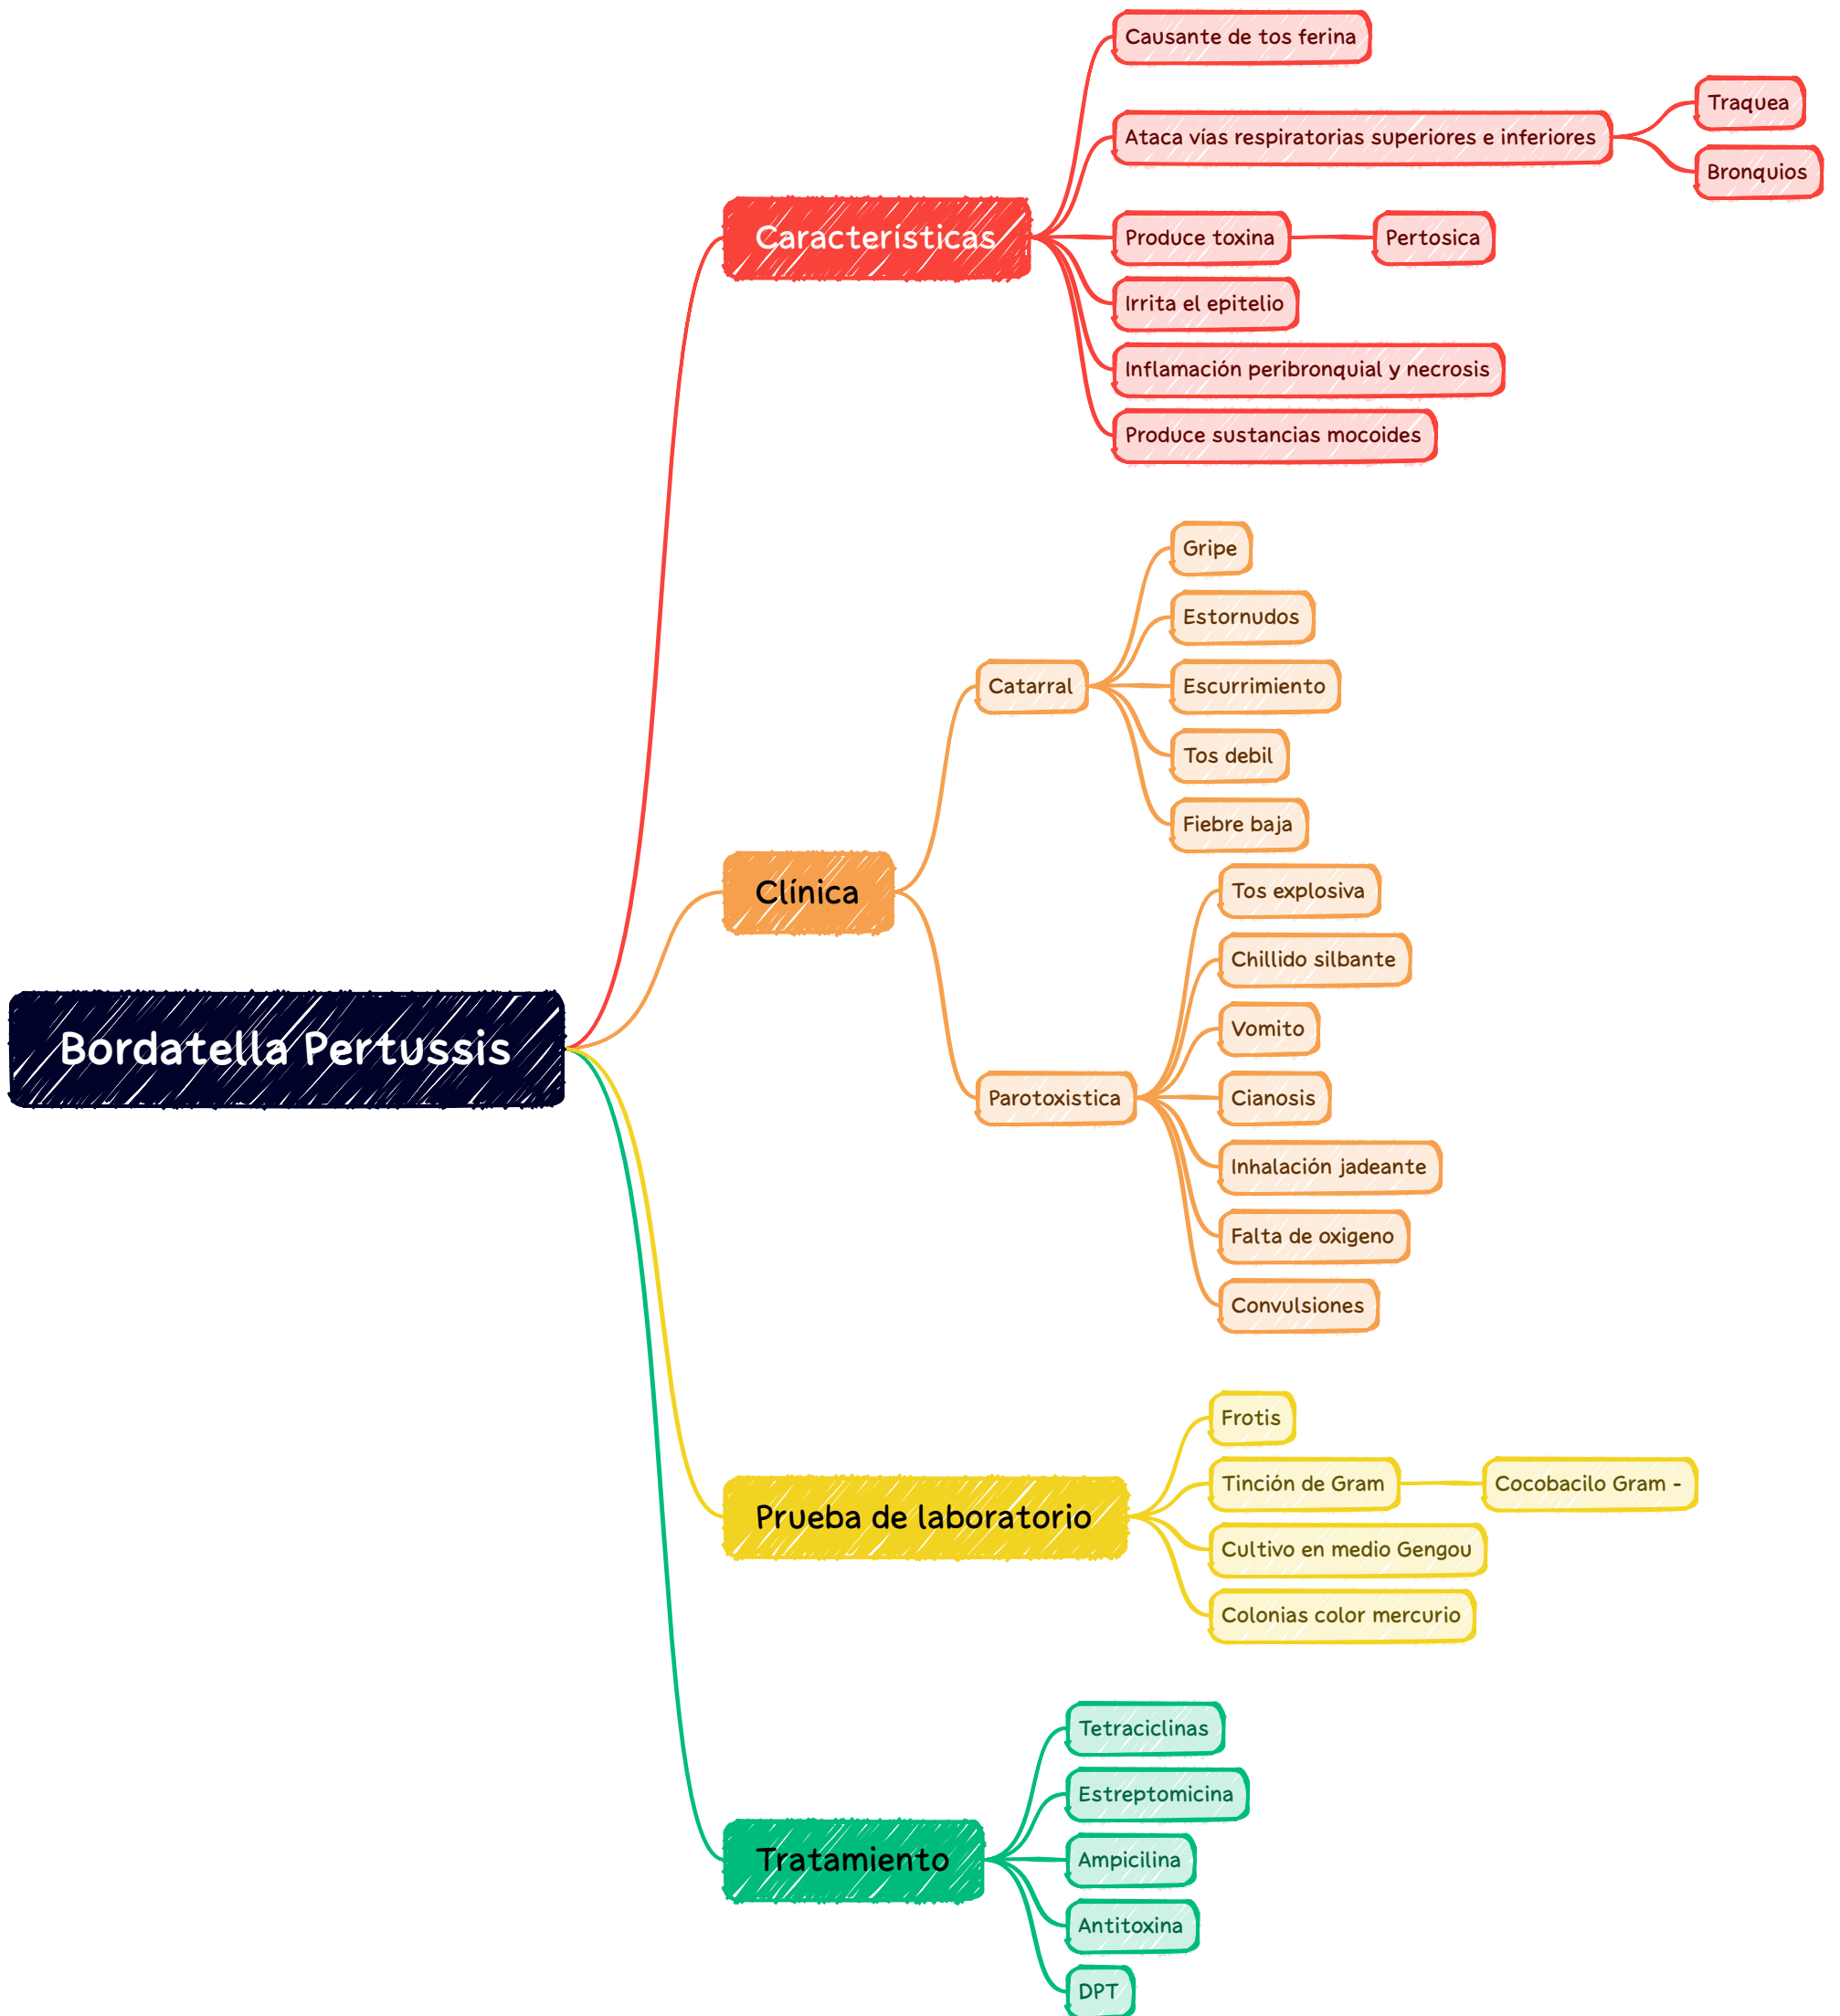 Bordatella Pertussis
Características
Causante de tos ferina
Ataca vías respiratorias superiores e inferiores
Traquea
Bronquios
Produce toxina
Pertosica
Irrita el epitelio
Inflamación peribronquial y necrosis
Produce sustancias mocoides
Clínica
Catarral
Gripe
Estornudos
Escurrimiento
Tos debil
Fiebre baja
Parotoxistica
Tos explosiva
Chillido silbante
Vomito
Cianosis
Inhalación jadeante
Falta de oxigeno
Convulsiones
Prueba de laboratorio
Frotis
Tinción de Gram
Cocobacilo Gram -
Cultivo en medio Gengou
Colonias color mercurio
Tratamiento
Tetraciclinas
Estreptomicina
Ampicilina
Antitoxina
DPT